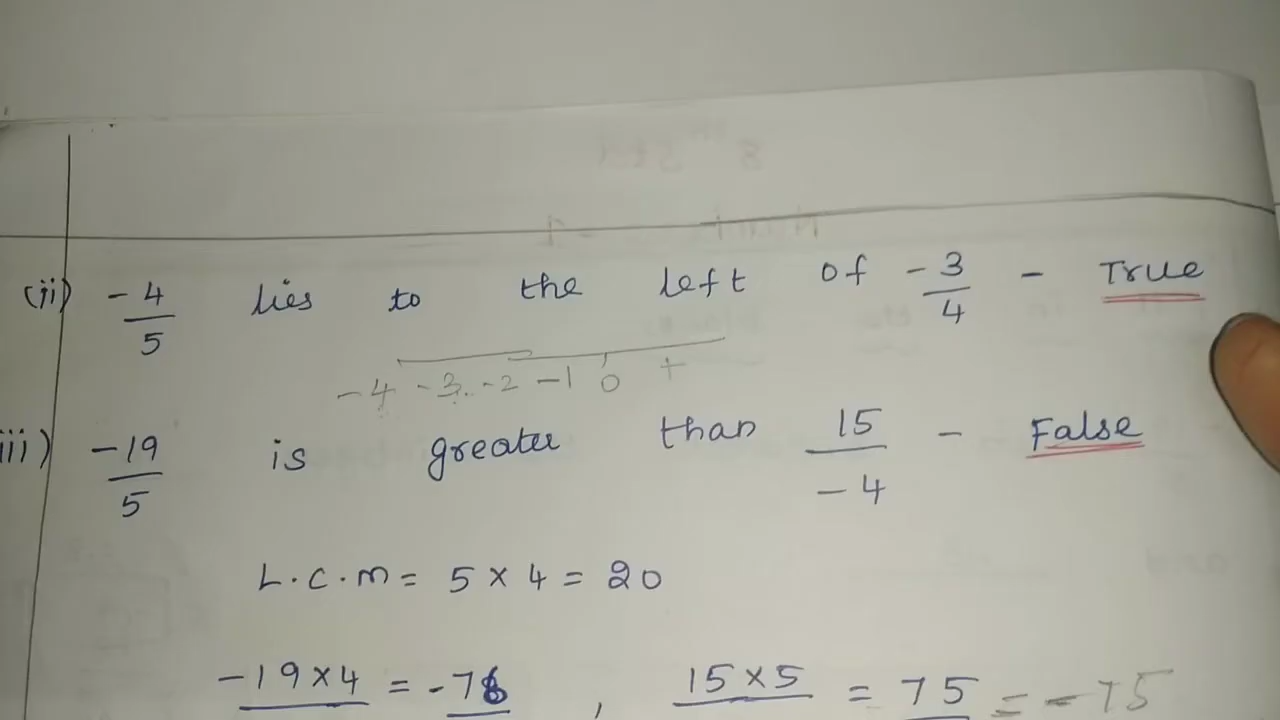 (ii) -4/5 lies to the left of -3/4 - True
-4 -3 -2 -1 0 +
iii) -19/5 is greater than 15/-4 - False
L.C.M = 5 × 4 = 20
-19×4 = -76 , 15×5 = 75 = -75